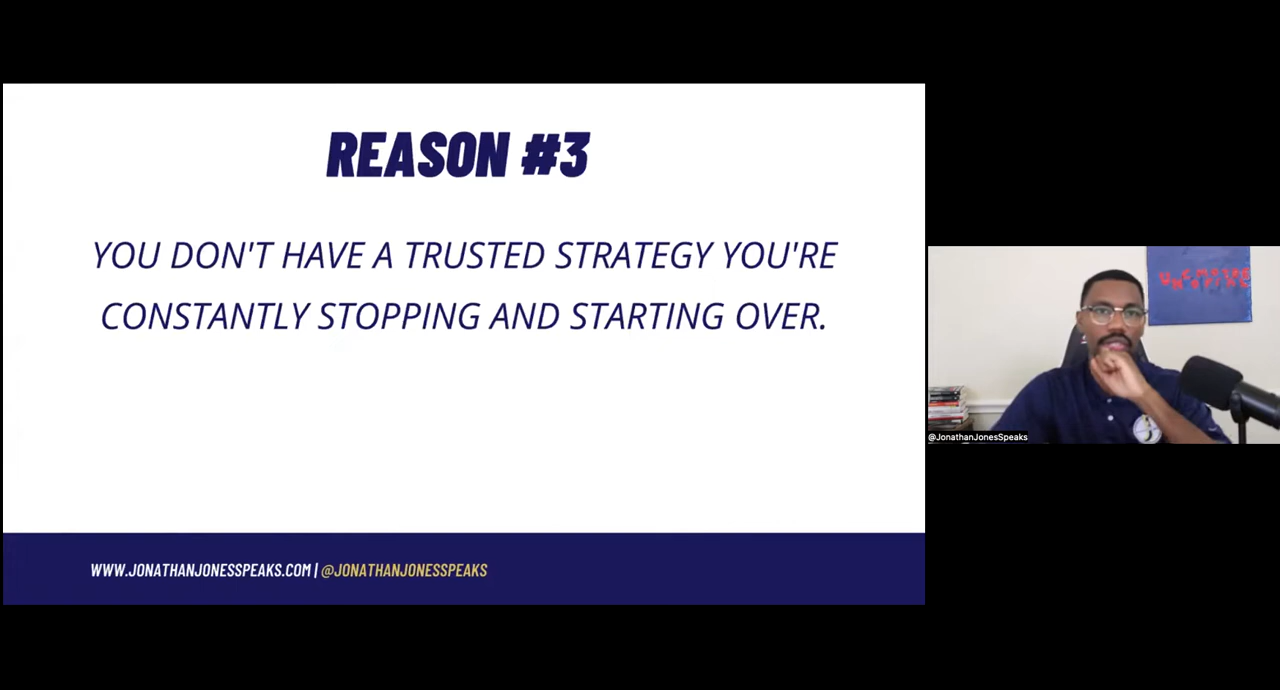 REASON #3
YOU DON'T HAVE A TRUSTED STRATEGY YOU'RE
CONSTANTLY STOPPING AND STARTING OVER.
WWW.JONATHANJONESSPEAKS.COM | @JONATHANJONESSPEAKS
@JonathanJonesSpeaks